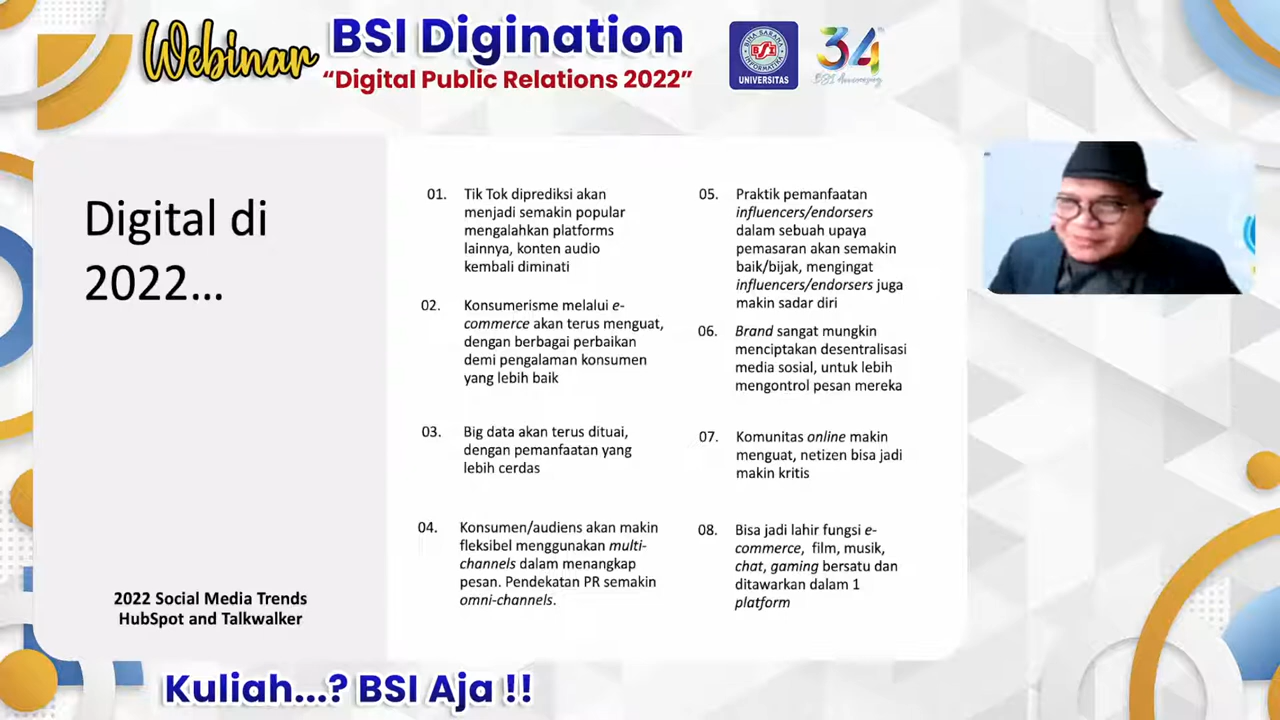 Webinar
BSI Digination
“Digital Public Relations 2022”
BSI
UNIVERSITAS
34
BSI Anniversary
Digital di
2022...
2022 Social Media Trends
HubSpot and Talkwalker
01. Tik Tok diprediksi akan
menjadi semakin popular
mengalahkan platforms
lainnya, konten audio
kembali diminati
02. Konsumerisme melalui e-
commerce akan terus menguat,
dengan berbagai perbaikan
demi pengalaman konsumen
yang lebih baik
03. Big data akan terus dituai,
dengan pemanfaatan yang
lebih cerdas
04. Konsumen/audiens akan makin
fleksibel menggunakan multi-
channels dalam menangkap
pesan. Pendekatan PR semakin
omni-channels.
05. Praktik pemanfaatan
influencers/endorsers
dalam sebuah upaya
pemasaran akan semakin
baik/bijak, mengingat
influencers/endorsers juga
makin sadar diri
06. Brand sangat mungkin
menciptakan desentralisasi
media sosial, untuk lebih
mengontrol pesan mereka
07. Komunitas online makin
menguat, netizen bisa jadi
makin kritis
08. Bisa jadi lahir fungsi e-
commerce, film, musik,
chat, gaming bersatu dan
ditawarkan dalam 1
platform
Kuliah...? BSI Aja !!